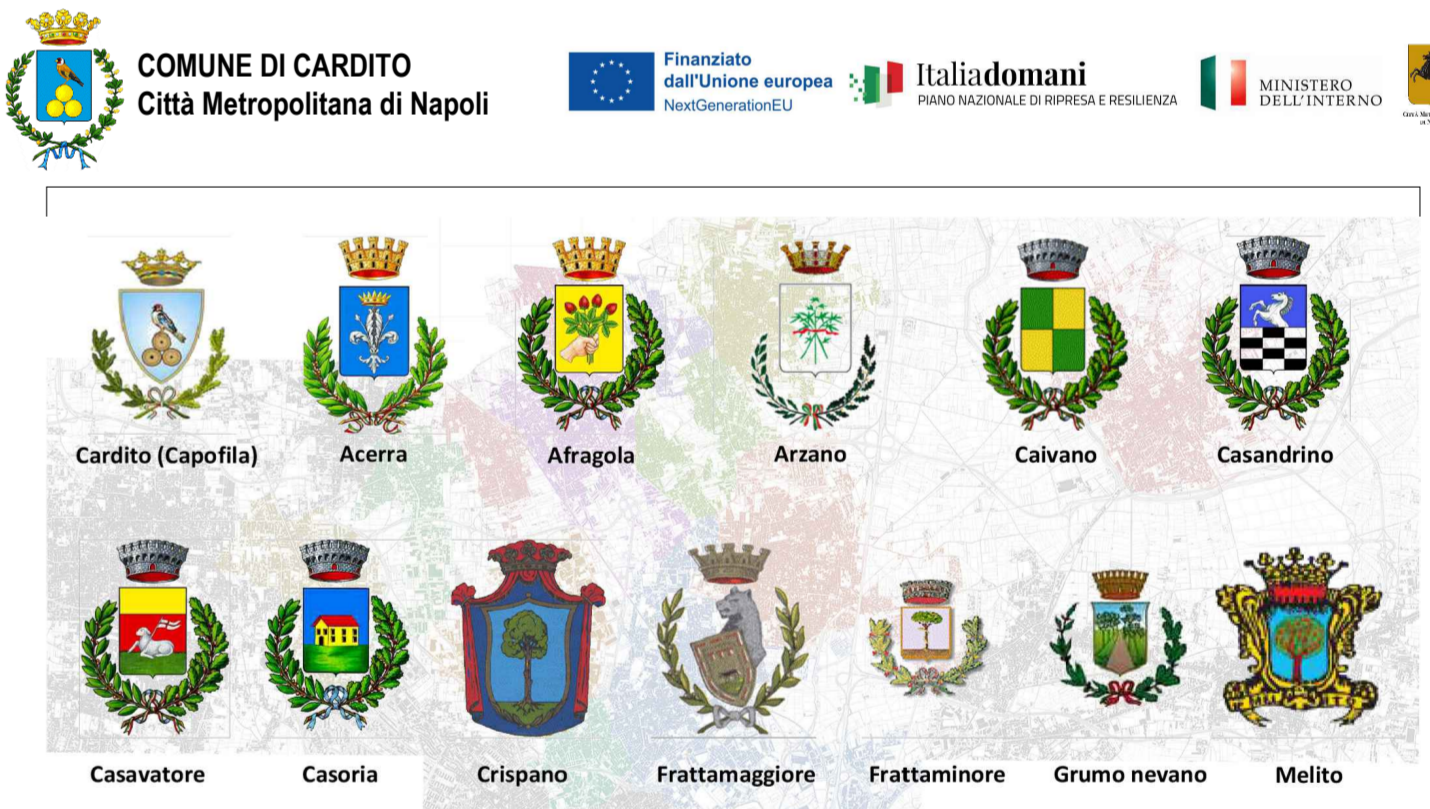 COMUNE DI CARDITO
Città Metropolitana di Napoli
Finanziato
dall'Unione europea
NextGenerationEU
Italiadomani
PIANO NAZIONALE DI RIPRESA E RESILIENZA
MINISTERO
DELL'INTERNO
Cardito (Capofila)
Acerra
Afragola
Arzano
Caivano
Casandrino
Casavatore
Casoria
Crispano
Frattamaggiore
Frattaminore
Grumo nevano
Melito